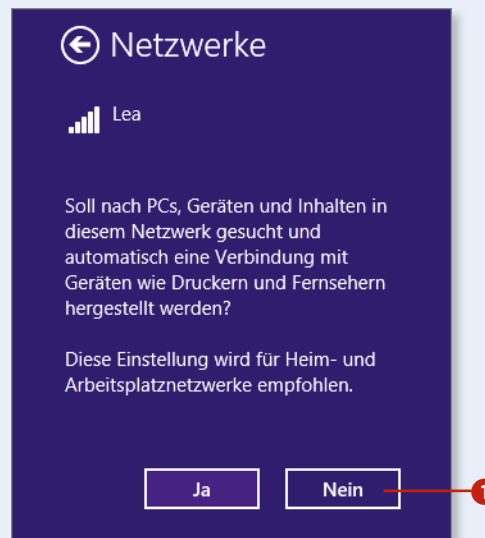 Netzwerke
Lea
Soll nach PCs, Geräten und Inhalten in
diesem Netzwerk gesucht und
automatisch eine Verbindung mit
Geräten wie Druckern und Fernsehern
hergestellt werden?
Diese Einstellung wird für Heim- und
Arbeitsplatznetzwerke empfohlen.
Ja Nein 1